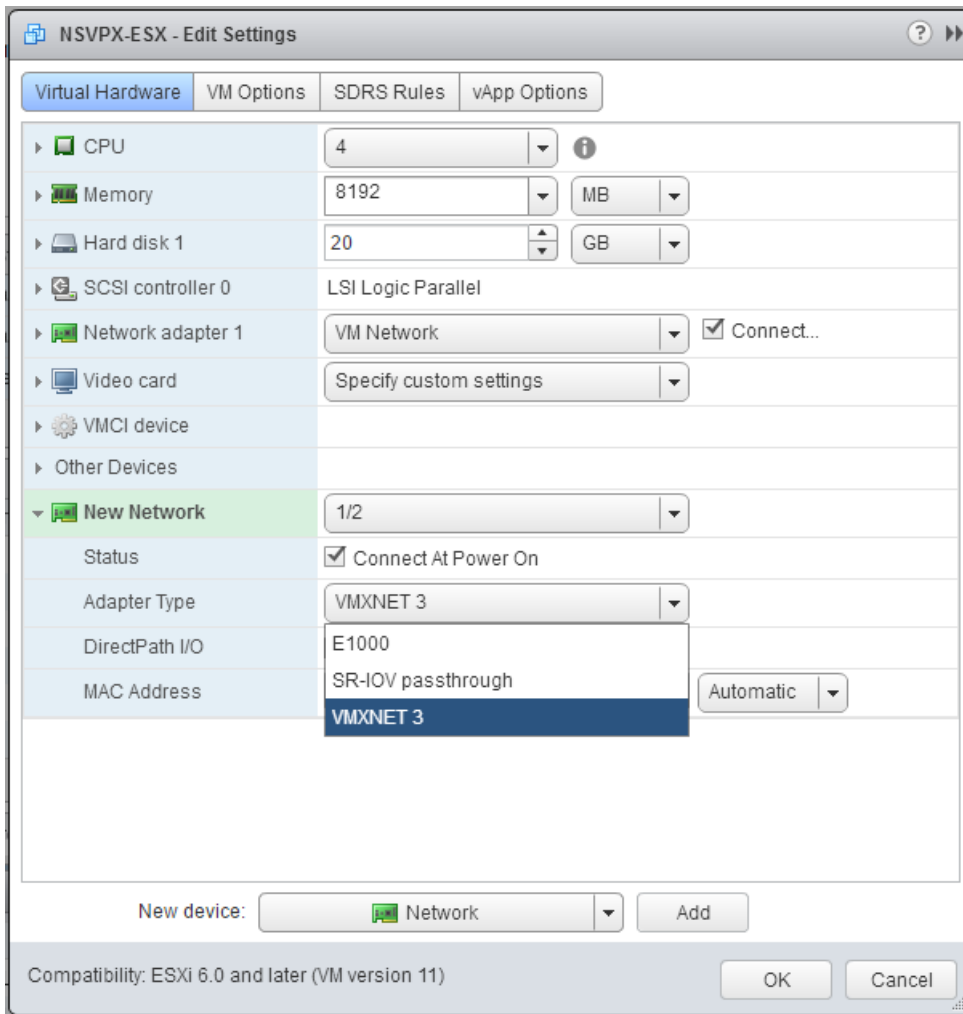 NSVPX-ESX - Edit Settings
Virtual Hardware VM Options SDRS Rules vApp Options
CPU 4
Memory 8192 MB
Hard disk 1 20 GB
SCSI controller 0 LSI Logic Parallel
Network adapter 1 VM Network Connect...
Video card Specify custom settings
VMCI device
Other Devices
New Network 1/2
Status Connect At Power On
Adapter Type VMXNET 3
DirectPath I/O E1000
SR-IOV passthrough
MAC Address Automatic
VMXNET 3
New device: Network Add
Compatibility: ESXi 6.0 and later (VM version 11) OK Cancel